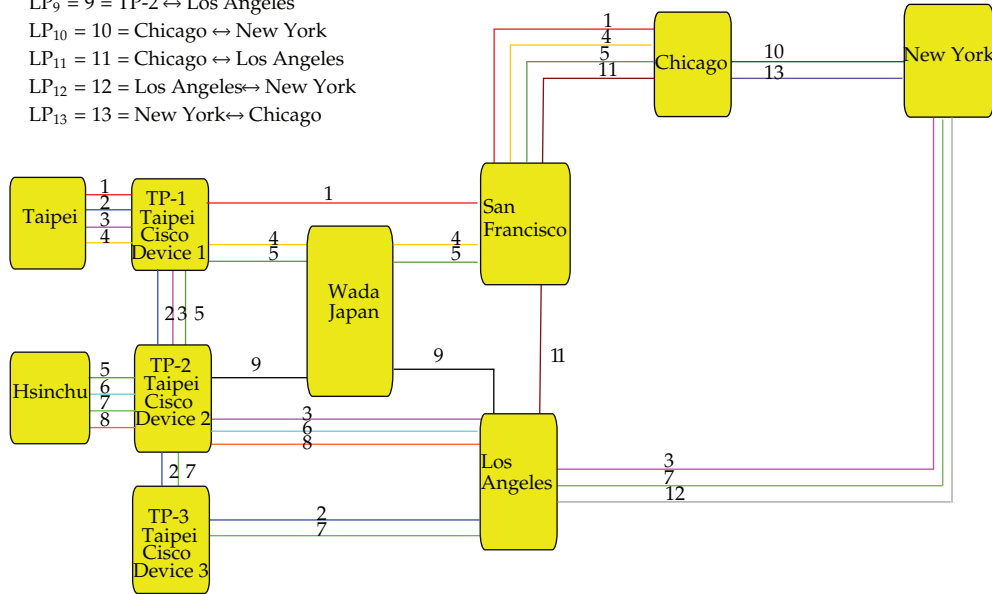 LP9 = 9 = TP-2 ↔ Los Angeles
LP10 = 10 = Chicago ↔ New York
LP11 = 11 = Chicago ↔ Los Angeles
LP12 = 12 = Los Angeles↔ New York
LP13 = 13 = New York↔ Chicago
1
4
5
11
Chicago
10
13
New York
Taipei
1
2
3
4
TP-1
Taipei
Cisco
Device 1
1
4
5
4
5
San
Francisco
Wada
Japan
2 3 5
11
Hsinchu
5
6
7
8
TP-2
Taipei
Cisco
Device 2
9
9
3
6
8
Los
Angeles
3
7
12
2 7
TP-3
Taipei
Cisco
Device 3
2
7